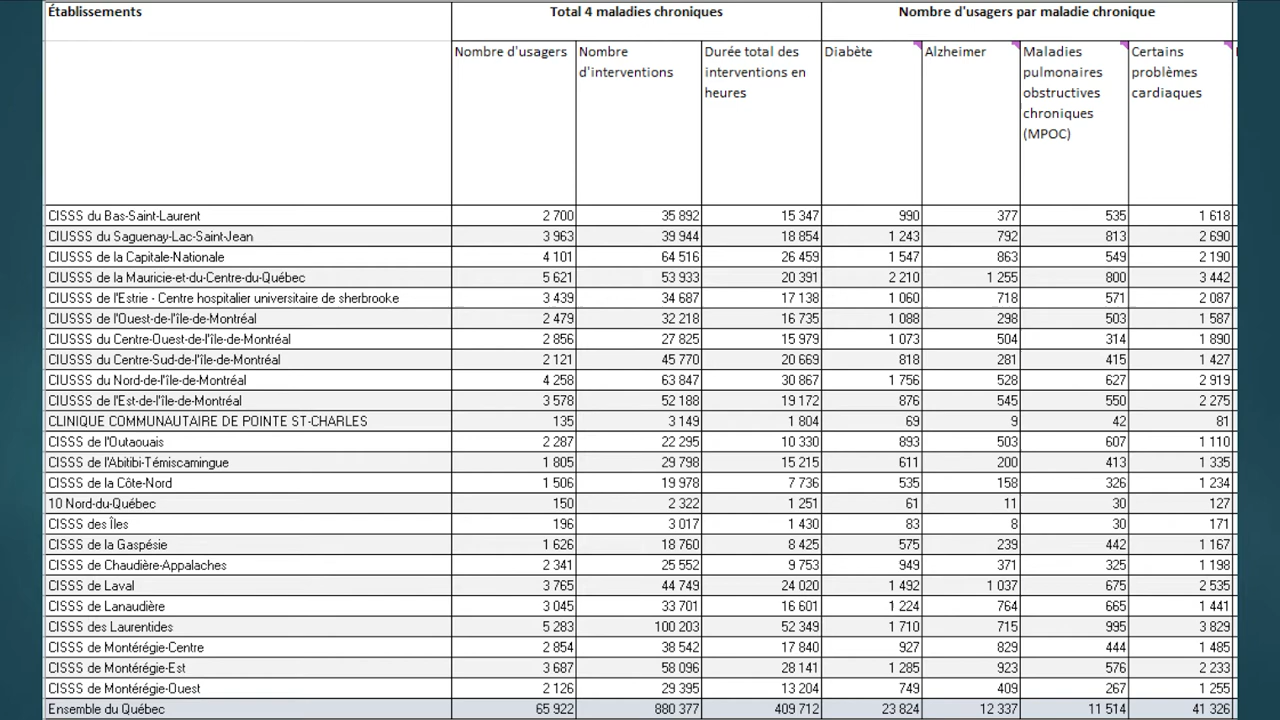 Établissements Total 4 maladies chroniques Nombre d'usagers par maladie chronique
Nombre d'usagers Nombre d'interventions Durée total des interventions en heures Diabète Alzheimer Maladies pulmonaires obstructives chroniques (MPOC) Certains problèmes cardiaques
CISSS du Bas-Saint-Laurent 2 700 35 892 15 347 990 377 535 1 618
CIUSSS du Saguenay-Lac-Saint-Jean 3 963 39 944 18 854 1 243 792 813 2 690
CIUSSS de la Capitale-Nationale 4 101 64 516 26 459 1 547 863 549 2 190
CIUSSS de la Mauricie-et-du-Centre-du-Québec 5 621 53 933 20 391 2 210 1 255 800 3 442
CIUSSS de l'Estrie - Centre hospitalier universitaire de sherbrooke 3 439 34 687 17 138 1 060 718 571 2 087
CIUSSS de l'Ouest-de-l'île-de-Montréal 2 479 32 218 16 735 1 088 298 503 1 587
CIUSSS du Centre-Ouest-de-l'île-de-Montréal 2 856 27 825 15 979 1 073 504 314 1 890
CIUSSS du Centre-Sud-de-l'île-de-Montréal 2 121 45 770 20 669 818 281 415 1 427
CIUSSS du Nord-de-l'île-de-Montréal 4 258 63 847 30 867 1 756 528 627 2 919
CIUSSS de l'Est-de-l'île-de-Montréal 3 578 52 188 19 172 876 545 550 2 275
CLINIQUE COMMUNAUTAIRE DE POINTE ST-CHARLES 135 3 149 1 804 69 9 42 81
CISSS de l'Outaouais 2 287 22 295 10 330 893 503 607 1 110
CISSS de l'Abitibi-Témiscamingue 1 805 29 798 15 215 611 200 413 1 335
CISSS de la Côte-Nord 1 506 19 978 7 736 535 158 326 1 234
10 Nord-du-Québec 150 2 322 1 251 61 11 30 127
CISSS des Îles 196 3 017 1 430 83 8 30 171
CISSS de la Gaspésie 1 626 18 760 8 425 575 239 442 1 167
CISSS de Chaudière-Appalaches 2 341 25 552 9 753 949 371 325 1 198
CISSS de Laval 3 765 44 749 24 020 1 492 1 037 675 2 535
CISSS de Lanaudière 3 045 33 701 16 601 1 224 764 665 1 441
CISSS des Laurentides 5 283 100 203 52 349 1 710 715 995 3 829
CISSS de Montérégie-Centre 2 854 38 542 17 840 927 829 444 1 485
CISSS de Montérégie-Est 3 687 58 096 28 141 1 285 923 576 2 233
CISSS de Montérégie-Ouest 2 126 29 395 13 204 749 409 267 1 255
Ensemble du Québec 65 922 880 377 409 712 23 824 12 337 11 514 41 326